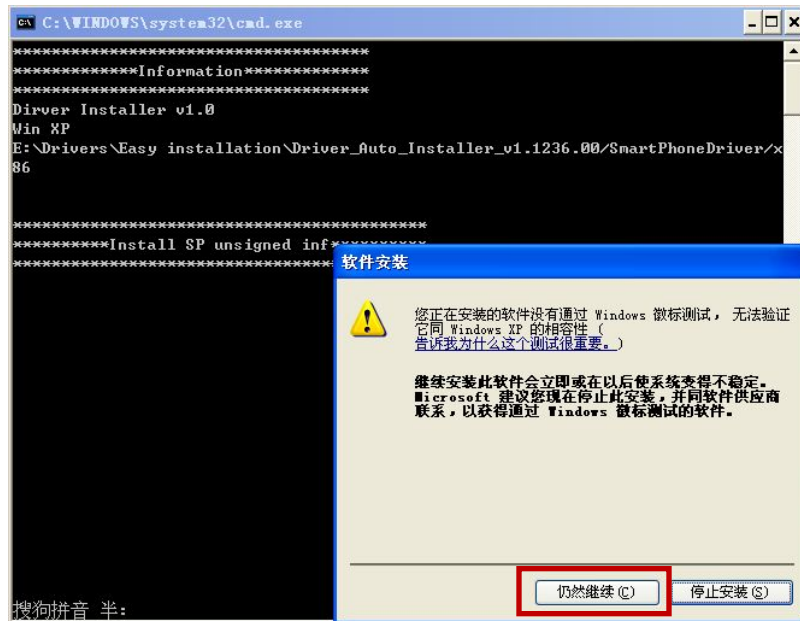 C:\WINDOWS\system32\cmd.exe
*************************************
*************Information*************
*************************************
Dirver Installer v1.0
Win XP
E:\Drivers\Easy installation\Driver_Auto_Installer_v1.1236.00/SmartPhoneDriver/x
86
*******************************************
**********Install SP unsigned inf**********
*********************************
软件安装
您正在安装的软件没有通过 Windows 徽标测试，无法验证
它同 Windows XP 的相容性（
告诉我为什么这个测试很重要。）
继续安装此软件会立即或在以后使系统变得不稳定。
Microsoft 建议您现在停止此安装，并同软件供应商
联系，以获得通过 Windows 徽标测试的软件。
仍然继续(C)
停止安装(S)
搜狗拼音 半: